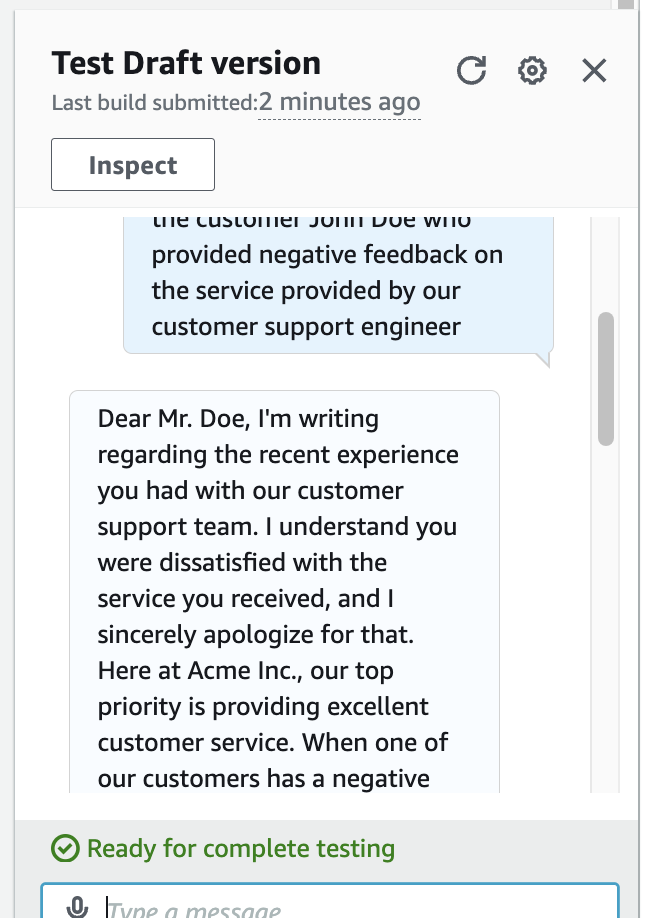 Test Draft version
Last build submitted:2 minutes ago
Inspect
the customer John Doe who
provided negative feedback on
the service provided by our
customer support engineer
Dear Mr. Doe, I'm writing
regarding the recent experience
you had with our customer
support team. I understand you
were dissatisfied with the
service you received, and I
sincerely apologize for that.
Here at Acme Inc., our top
priority is providing excellent
customer service. When one of
our customers has a negative
Ready for complete testing
Type a message